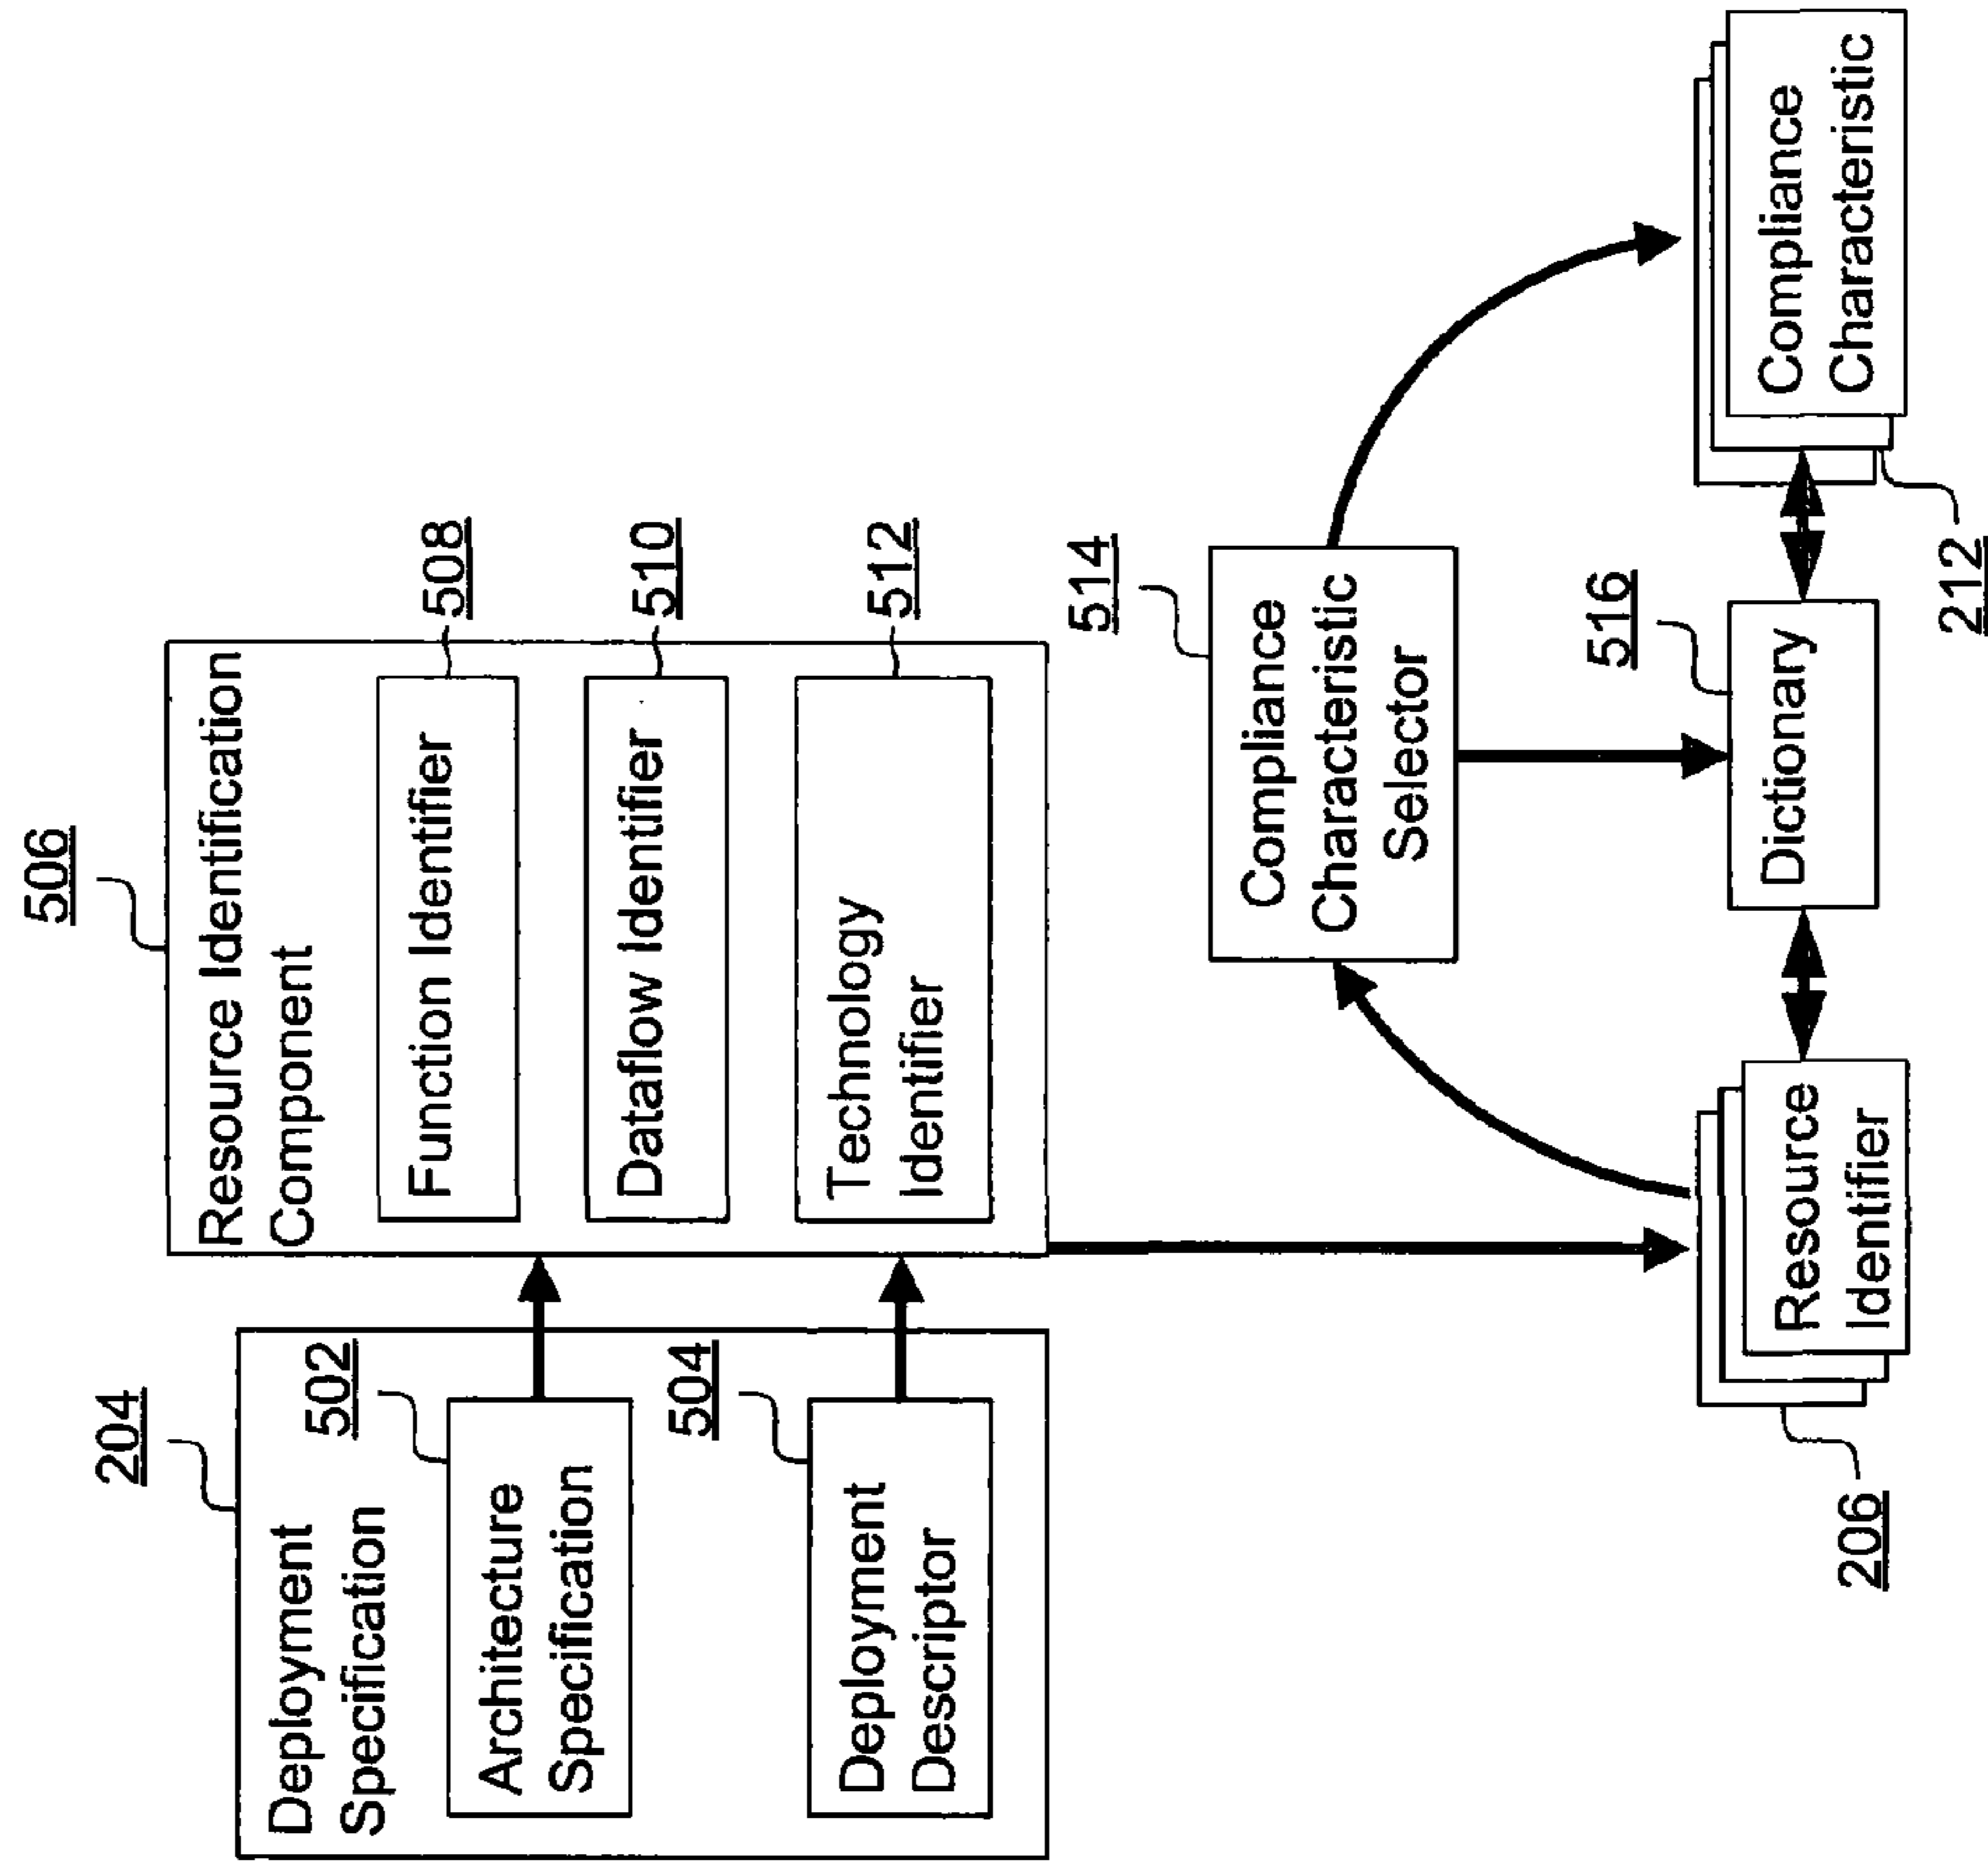 204
Deployment
Specification
502
Architecture
Specification
504
Deployment
Descriptor
506
Resource Identification
Component
Function Identifier
508
Dataflow Identifier
510
Technology
Identifier
512
514
Compliance
Characteristic
Selector
516
Dictionary
Resource
Identifier
206
Compliance
Characteristic
212